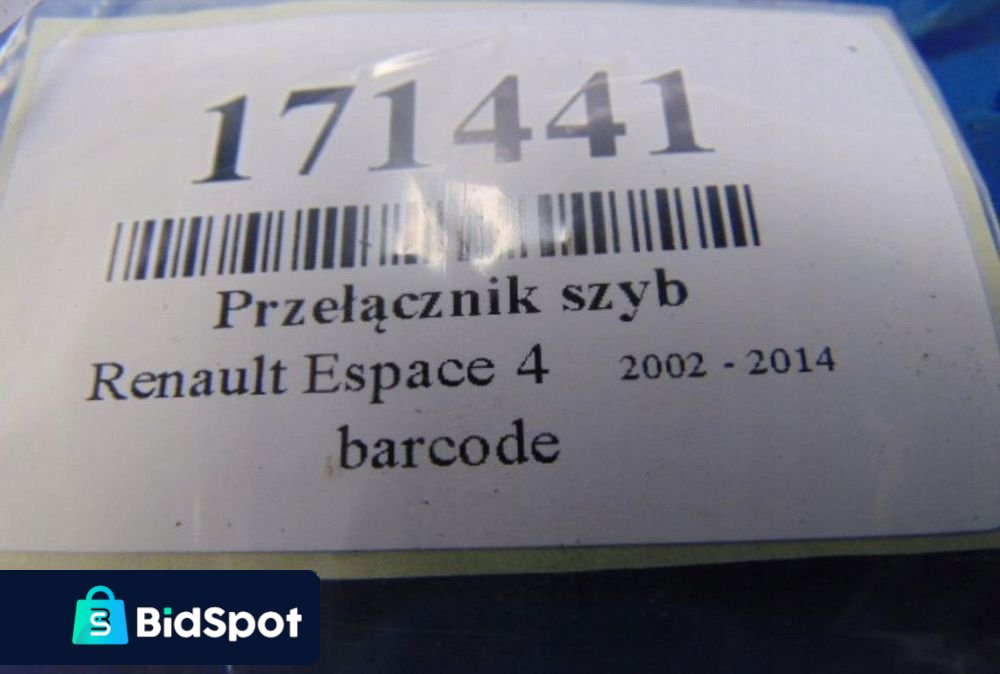 171441
Przełącznik szyb
Renault Espace 4 2002 - 2014
barcode
BidSpot